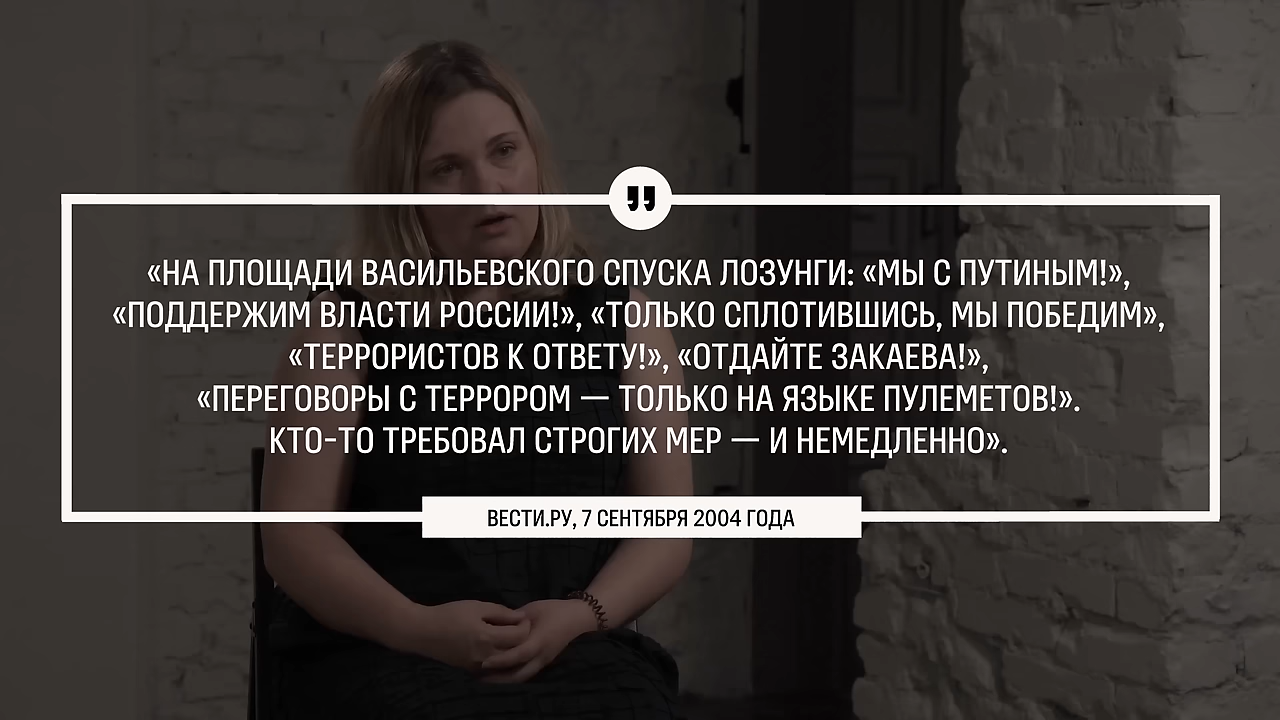 «НА ПЛОЩАДИ ВАСИЛЬЕВСКОГО СПУСКА ЛОЗУНГИ: «МЫ С ПУТИНЫМ!»,
«ПОДДЕРЖИМ ВЛАСТИ РОССИИ!», «ТОЛЬКО СПЛОТИВШИСЬ, МЫ ПОБЕДИМ»,
«ТЕРРОРИСТОВ К ОТВЕТУ!», «ОТДАЙТЕ ЗАКАЕВА!»,
«ПЕРЕГОВОРЫ С ТЕРРОРОМ — ТОЛЬКО НА ЯЗЫКЕ ПУЛЕМЕТОВ!».
КТО-ТО ТРЕБОВАЛ СТРОГИХ МЕР — И НЕМЕДЛЕННО».
ВЕСТИ.РУ, 7 СЕНТЯБРЯ 2004 ГОДА